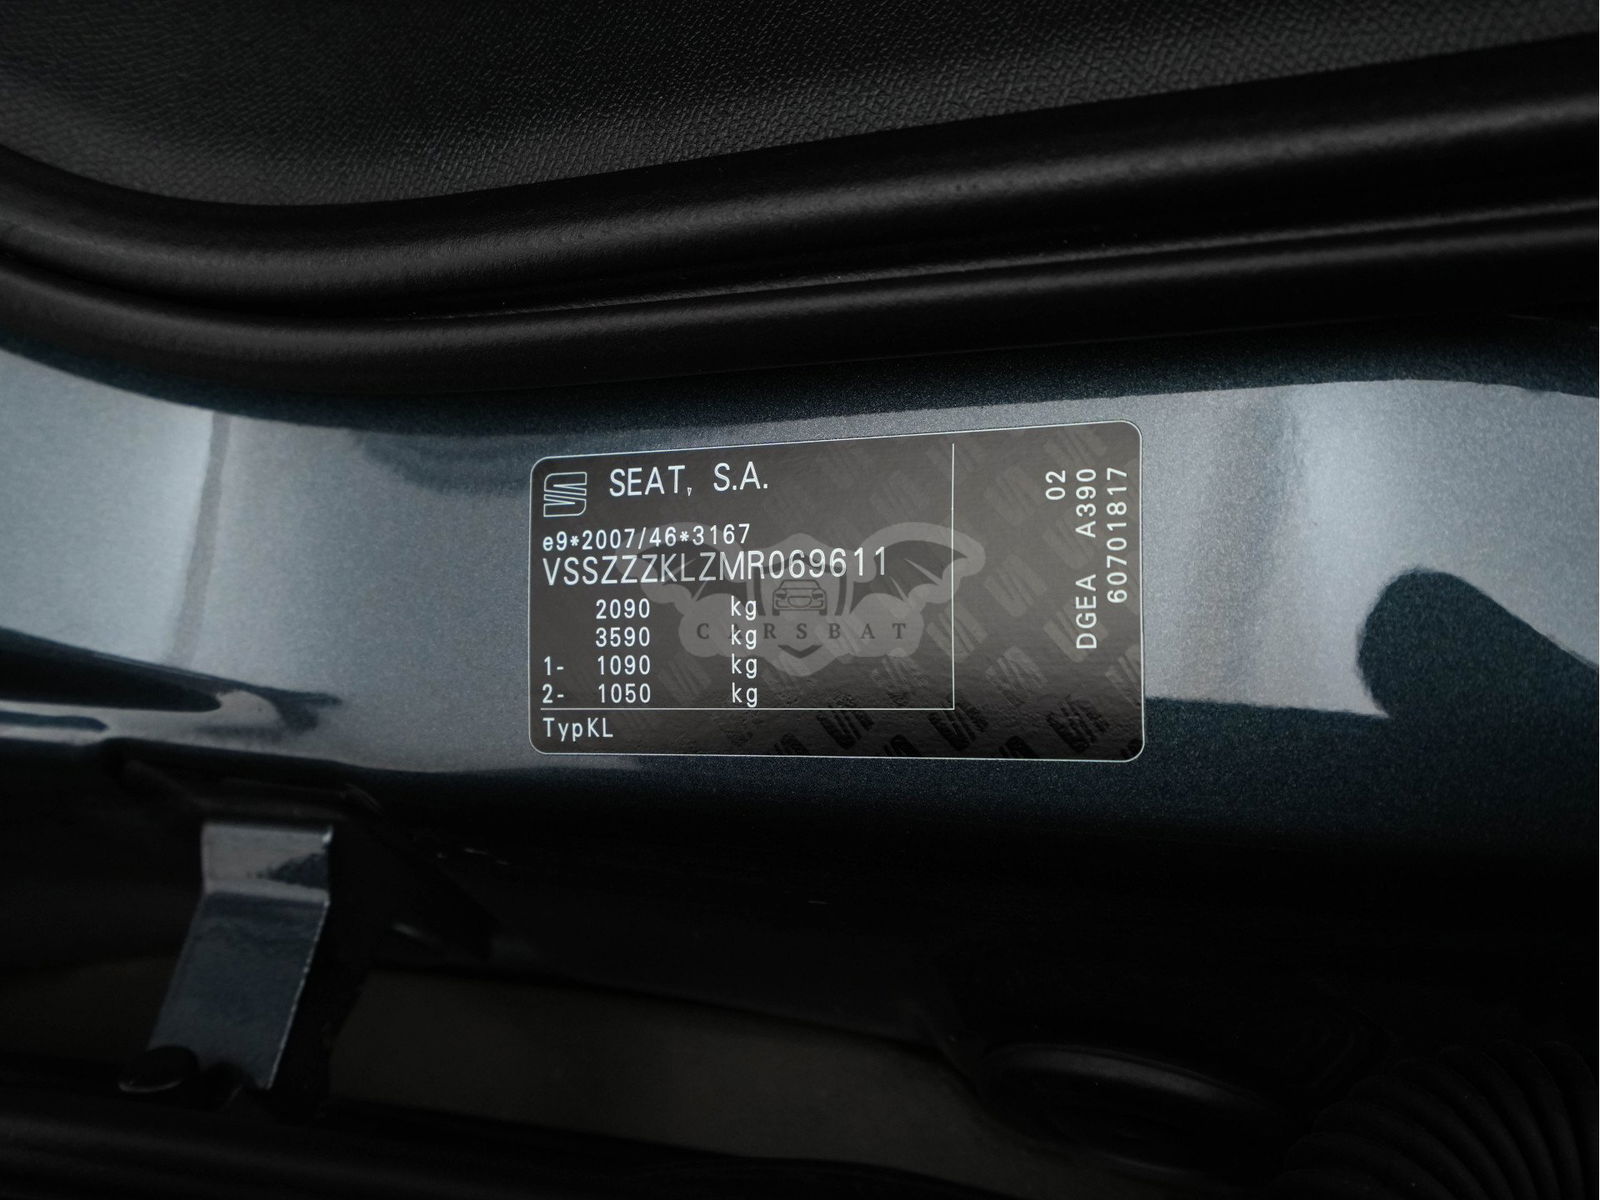 SEAT, S.A.
e9*2007/46*3167
VSSZZZKLZMR069611
2090 kg
3590 kg
1- 1090 kg
2- 1050 kg
TypKL
02
DGEA A390
60701817
CARSBAT